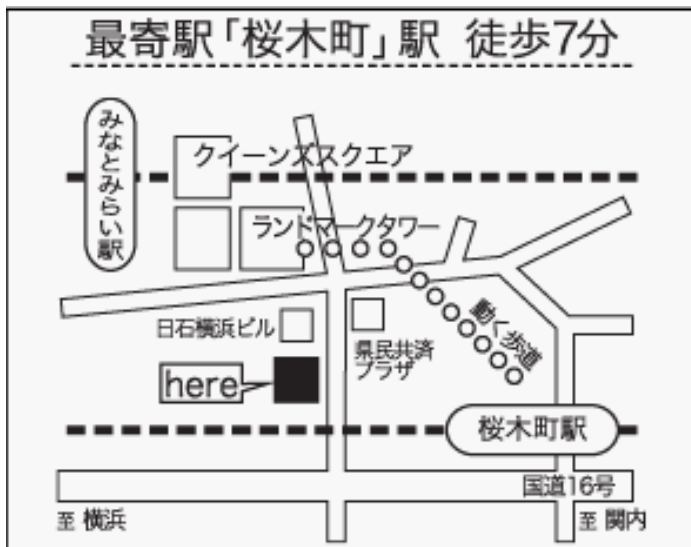 最寄駅「桜木町」駅 徒歩7分
みなとみらい駅
クイーンズスクエア
ランドマークタワー
日石横浜ビル
県民共済
プラザ
動く歩道
here
桜木町駅
国道16号
至 横浜
至 関内